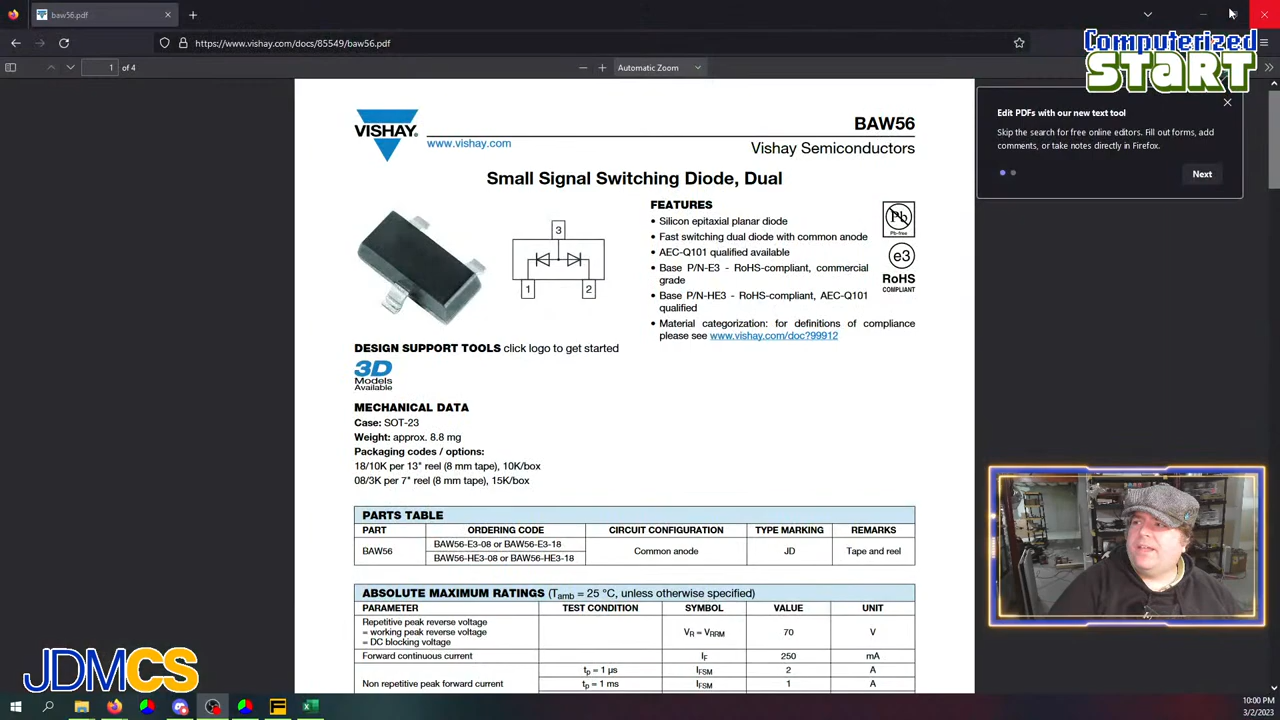 baw56.pdf
https://www.vishay.com/docs/85549/baw56.pdf
Computerized
START
1 of 4
Automatic Zoom
VISHAY.
www.vishay.com
BAW56
Vishay Semiconductors
Small Signal Switching Diode, Dual
3
1
2
FEATURES
• Silicon epitaxial planar diode
• Fast switching dual diode with common anode
• AEC-Q101 qualified available
• Base P/N-E3 - RoHS-compliant, commercial
grade
• Base P/N-HE3 - RoHS-compliant, AEC-Q101
qualified
• Material categorization: for definitions of compliance
please see www.vishay.com/doc?99912
Pb
Pb-free
e3
RoHS
COMPLIANT
Edit PDFs with our new text tool
Skip the search for free online editors. Fill out forms, add
comments, or take notes directly in Firefox.
Next
DESIGN SUPPORT TOOLS click logo to get started
3D
Models
Available
MECHANICAL DATA
Case: SOT-23
Weight: approx. 8.8 mg
Packaging codes / options:
18/10K per 13" reel (8 mm tape), 10K/box
08/3K per 7" reel (8 mm tape), 15K/box
PARTS TABLE
PART ORDERING CODE CIRCUIT CONFIGURATION TYPE MARKING REMARKS
BAW56 BAW56-E3-08 or BAW56-E3-18 Common anode JD Tape and reel
BAW56-HE3-08 or BAW56-HE3-18
ABSOLUTE MAXIMUM RATINGS (Tamb = 25 °C, unless otherwise specified)
PARAMETER TEST CONDITION SYMBOL VALUE UNIT
Repetitive peak reverse voltage
= working peak reverse voltage VR = VRRM 70 V
= DC blocking voltage
Forward continuous current IF 250 mA
tp = 1 µs IFSM 2 A
Non repetitive peak forward current tp = 1 ms IFSM 1 A
JDMCS
10:00 PM
3/2/2023